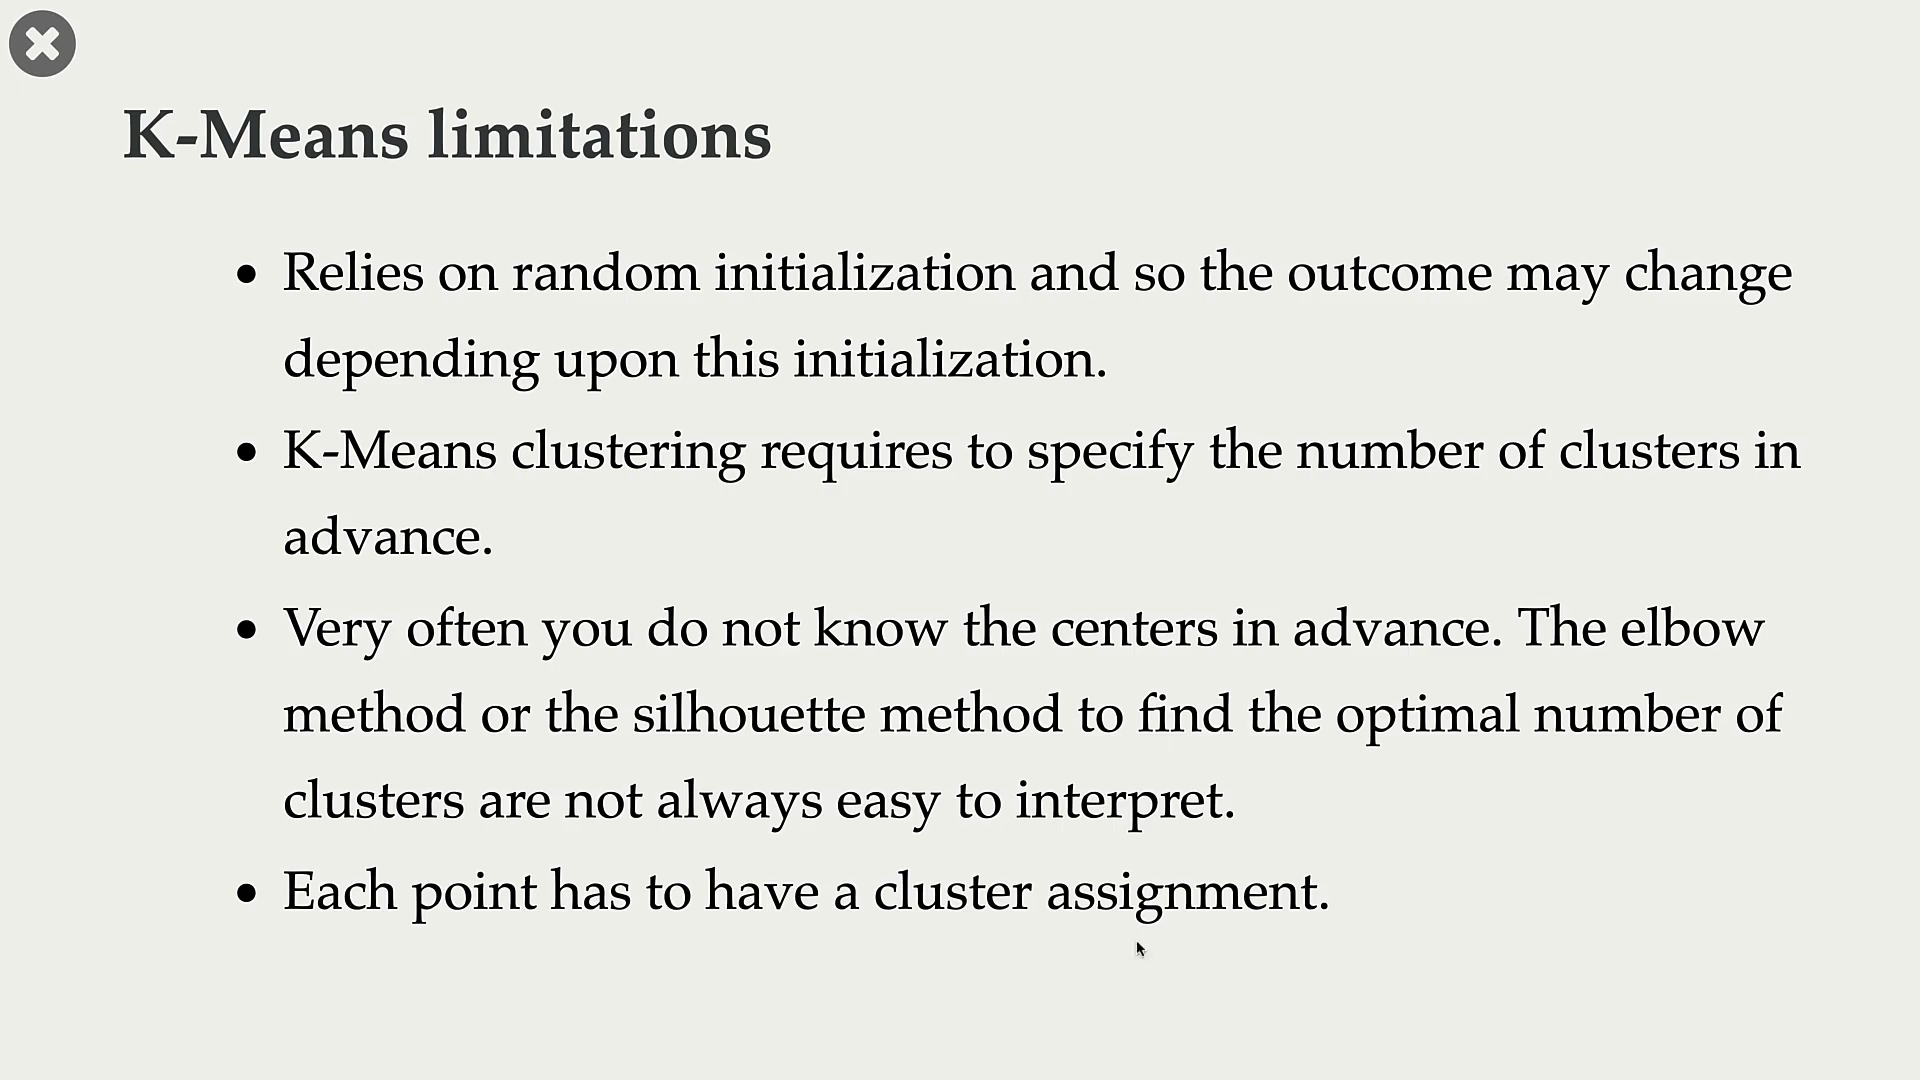 K-Means limitations
• Relies on random initialization and so the outcome may change
depending upon this initialization.
• K-Means clustering requires to specify the number of clusters in
advance.
• Very often you do not know the centers in advance. The elbow
method or the silhouette method to find the optimal number of
clusters are not always easy to interpret.
• Each point has to have a cluster assignment.